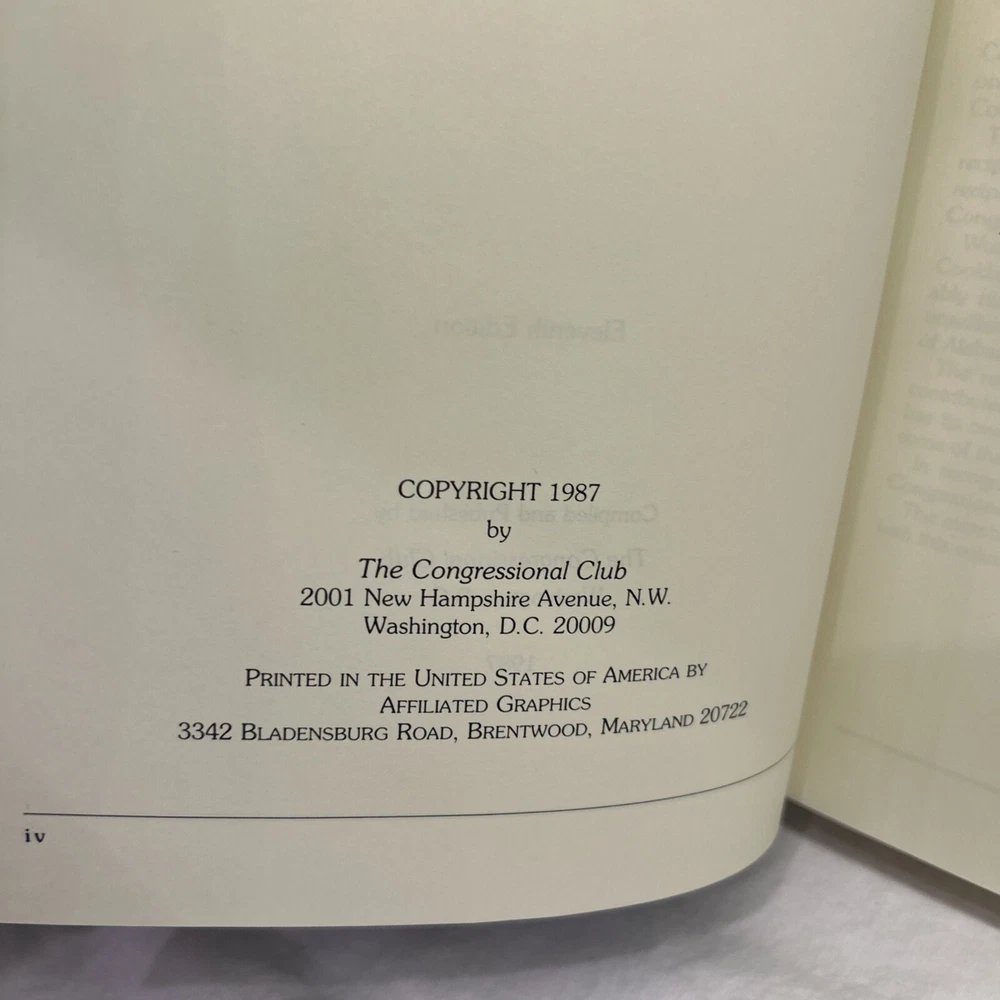 COPYRIGHT 1987
by
The Congressional Club
2001 New Hampshire Avenue, N.W.
Washington, D.C. 20009
PRINTED IN THE UNITED STATES OF AMERICA BY
AFFILIATED GRAPHICS
3342 BLADENSBURG ROAD, BRENTWOOD, MARYLAND 20722
iv